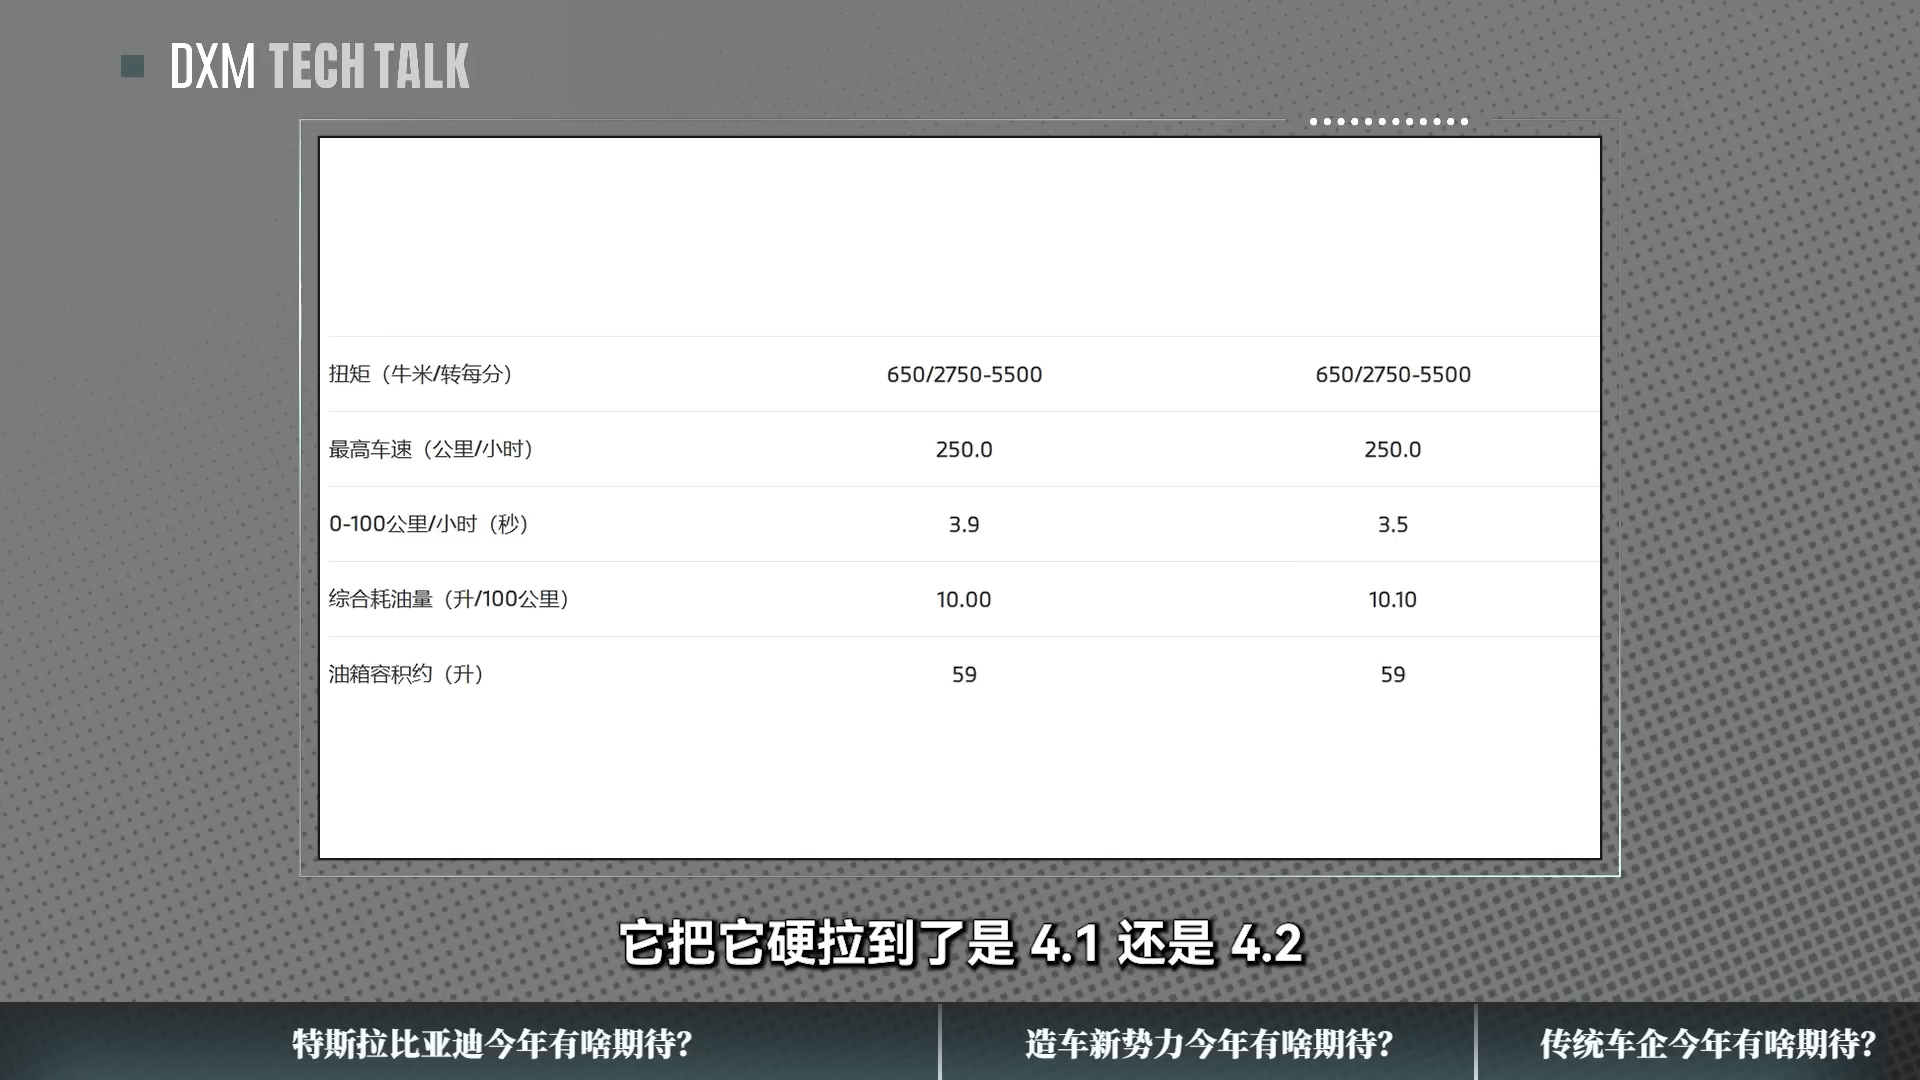 DXM TECH TALK
扭矩（牛米/转每分） 650/2750-5500 650/2750-5500
最高车速（公里/小时） 250.0 250.0
0-100公里/小时（秒） 3.9 3.5
综合耗油量（升/100公里） 10.00 10.10
油箱容积约（升） 59 59
它把它硬拉到了是 4.1 还是 4.2
特斯拉比亚迪今年有啥期待？ 造车新势力今年有啥期待？ 传统车企今年有啥期待？